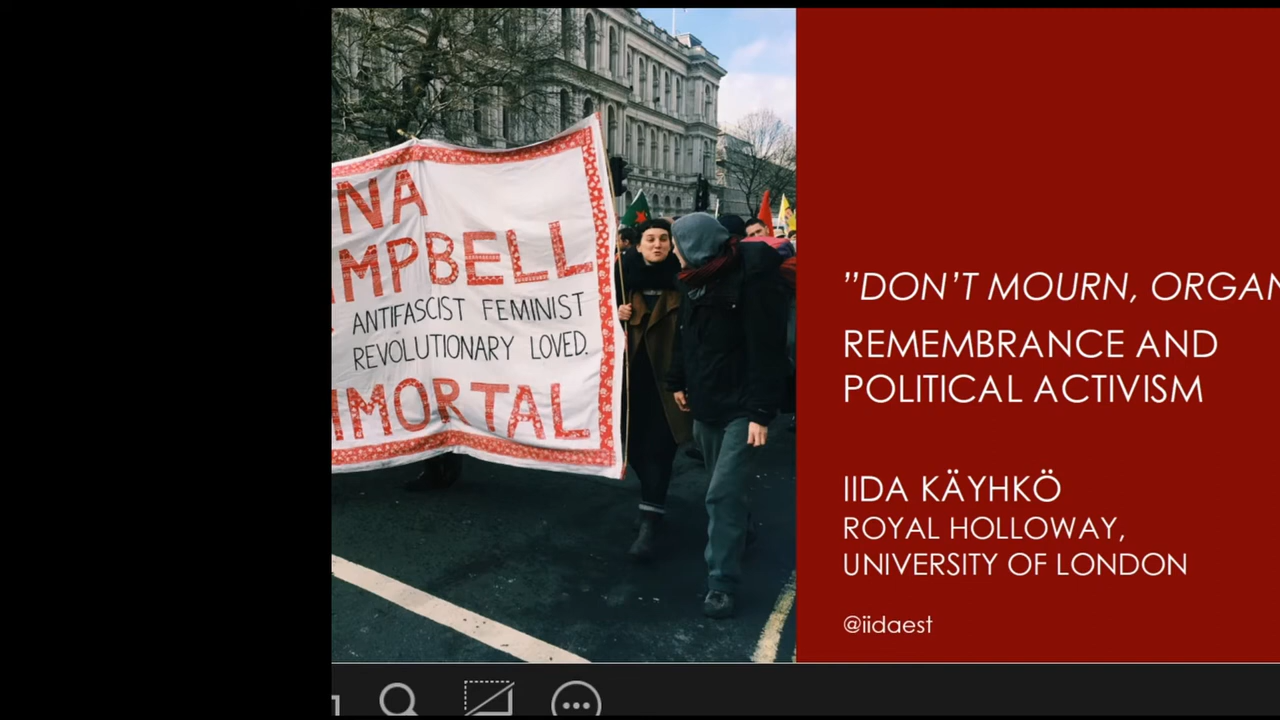 NA
MPBELL
ANTIFASCIST FEMINIST
REVOLUTIONARY LOVED.
MMORTAL
"DON'T MOURN, ORGAN
REMEMBRANCE AND
POLITICAL ACTIVISM
IIDA KÄYHKÖ
ROYAL HOLLOWAY,
UNIVERSITY OF LONDON
@iidaest